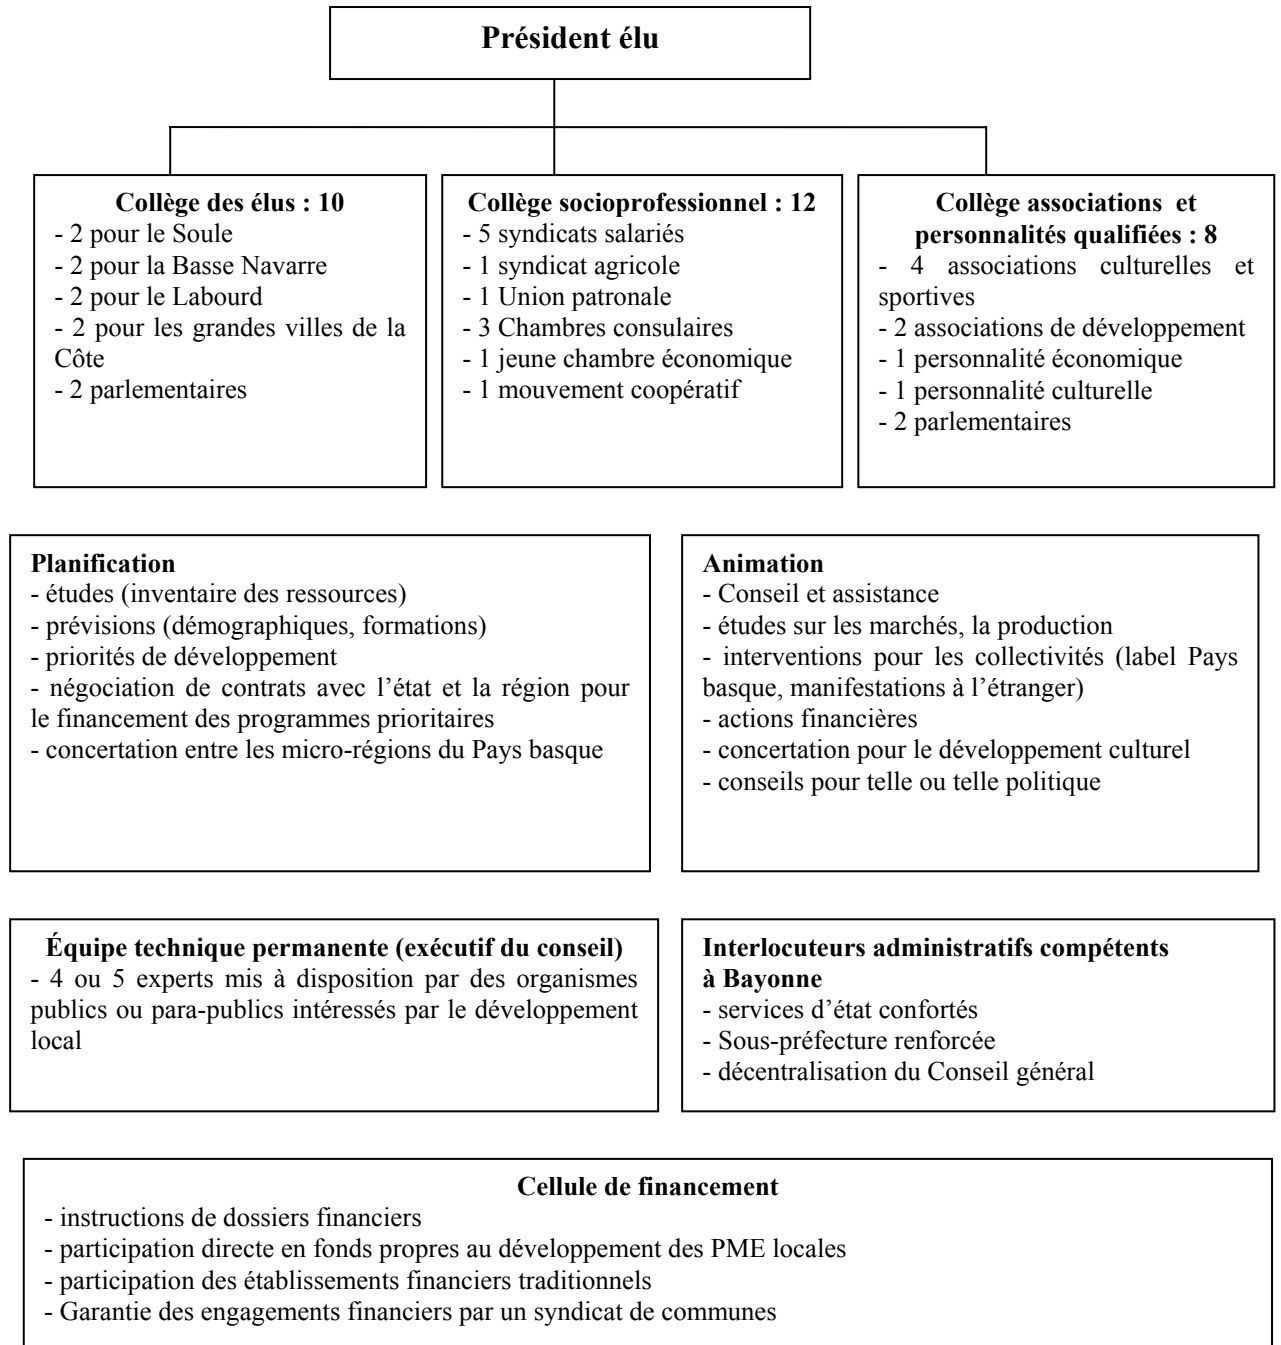 Président élu
Collège des élus : 10
- 2 pour le Soule
- 2 pour la Basse Navarre
- 2 pour le Labourd
- 2 pour les grandes villes de la
Côte
- 2 parlementaires
Collège socioprofessionnel : 12
- 5 syndicats salariés
- 1 syndicat agricole
- 1 Union patronale
- 3 Chambres consulaires
- 1 jeune chambre économique
- 1 mouvement coopératif
Collège associations et
personnalités qualifiées : 8
- 4 associations culturelles et
sportives
- 2 associations de développement
- 1 personnalité économique
- 1 personnalité culturelle
- 2 parlementaires
Planification
- études (inventaire des ressources)
- prévisions (démographiques, formations)
- priorités de développement
- négociation de contrats avec l’état et la région pour
le financement des programmes prioritaires
- concertation entre les micro-régions du Pays basque
Animation
- Conseil et assistance
- études sur les marchés, la production
- interventions pour les collectivités (label Pays
basque, manifestations à l’étranger)
- actions financières
- concertation pour le développement culturel
- conseils pour telle ou telle politique
Équipe technique permanente (exécutif du conseil)
- 4 ou 5 experts mis à disposition par des organismes
publics ou para-publics intéressés par le développement
local
Interlocuteurs administratifs compétents
à Bayonne
- services d’état confortés
- Sous-préfecture renforcée
- décentralisation du Conseil général
Cellule de financement
- instructions de dossiers financiers
- participation directe en fonds propres au développement des PME locales
- participation des établissements financiers traditionnels
- Garantie des engagements financiers par un syndicat de communes